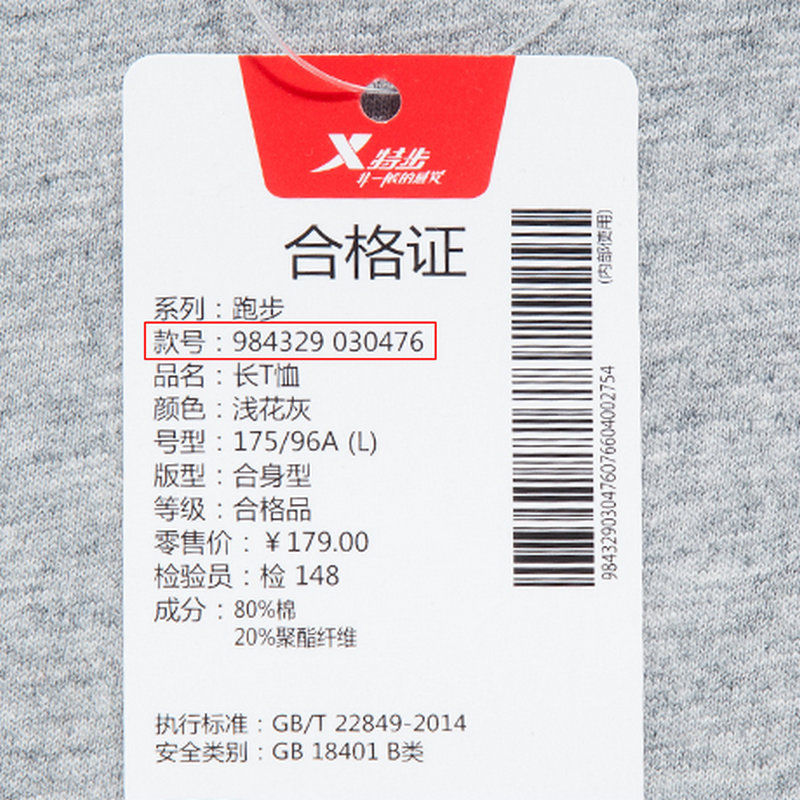 特步
非一般的感觉
合格证
系列：跑步
款号：984329 030476
品名：长T恤
颜色：浅花灰
号型：175/96A (L)
版型：合身型
等级：合格品
零售价：￥179.00
检验员：检 148
成分：80%棉
20%聚酯纤维
执行标准：GB/T 22849-2014
安全类别：GB 18401 B类
(内部使用)
984329030476076604002754